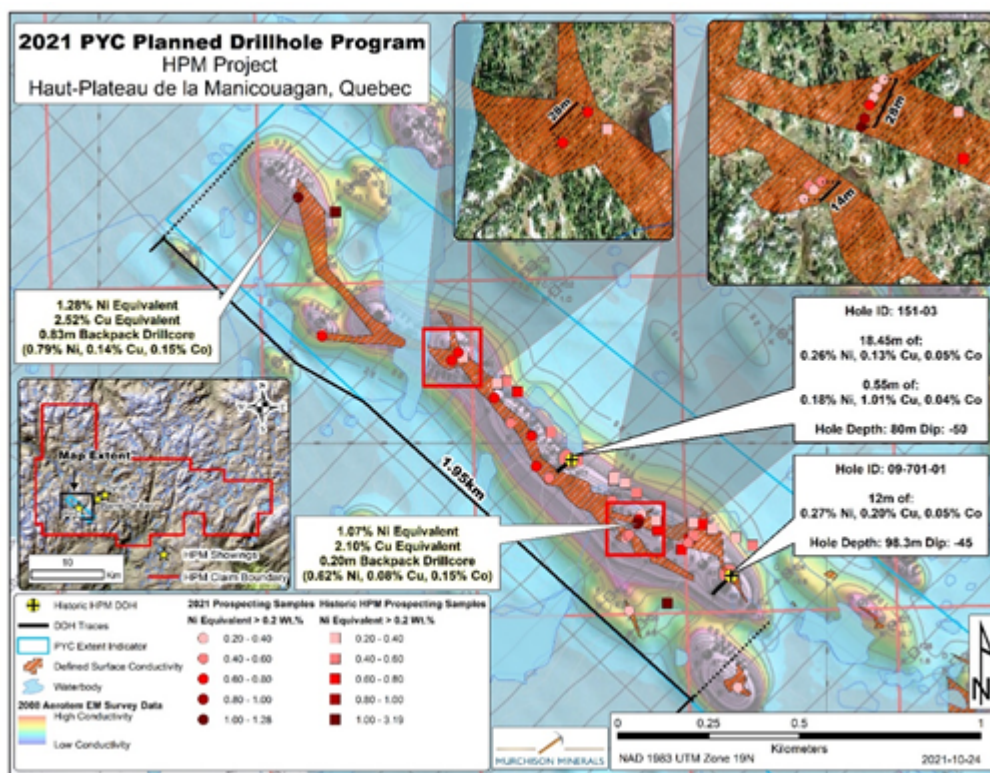 2021 PYC Planned Drillhole Program
HPM Project
Haut-Plateau de la Manicouagan, Quebec
28m
28m
14m
1.28% Ni Equivalent
2.52% Cu Equivalent
0.83m Backpack Drillcore
(0.79% Ni, 0.14% Cu, 0.15% Co)
Hole ID: 151-03
18.45m of:
0.26% Ni, 0.13% Cu, 0.05% Co
0.55m of:
0.18% Ni, 1.01% Cu, 0.04% Co
Hole Depth: 80m Dip: -50
Map Extent
10
Km
HPM Showings
HPM Claim Boundary
1.95km
1.07% Ni Equivalent
2.10% Cu Equivalent
0.20m Backpack Drillcore
(0.62% Ni, 0.08% Cu, 0.15% Co)
Hole ID: 09-701-01
12m of:
0.27% Ni, 0.20% Cu, 0.05% Co
Hole Depth: 98.3m Dip: -45
Historic HPM DOH
DOH Traces
PYC Extent Indicator
Defined Surface Conductivity
Waterbody
2008 Aerotem EM Survey Data
High Conductivity
Low Conductivity
2021 Prospecting Samples
Ni Equivalent > 0.2 Wt.%
0.20 - 0.40
0.40 - 0.60
0.60 - 0.80
0.80 - 1.00
1.00 - 1.28
Historic HPM Prospecting Samples
Ni Equivalent > 0.2 Wt.%
0.20 - 0.40
0.40 - 0.60
0.60 - 0.80
0.80 - 1.00
1.00 - 3.19
MURCHISON MINERALS
N
0 0.25 0.5 1
Kilometers
NAD 1983 UTM Zone 19N
2021-10-24